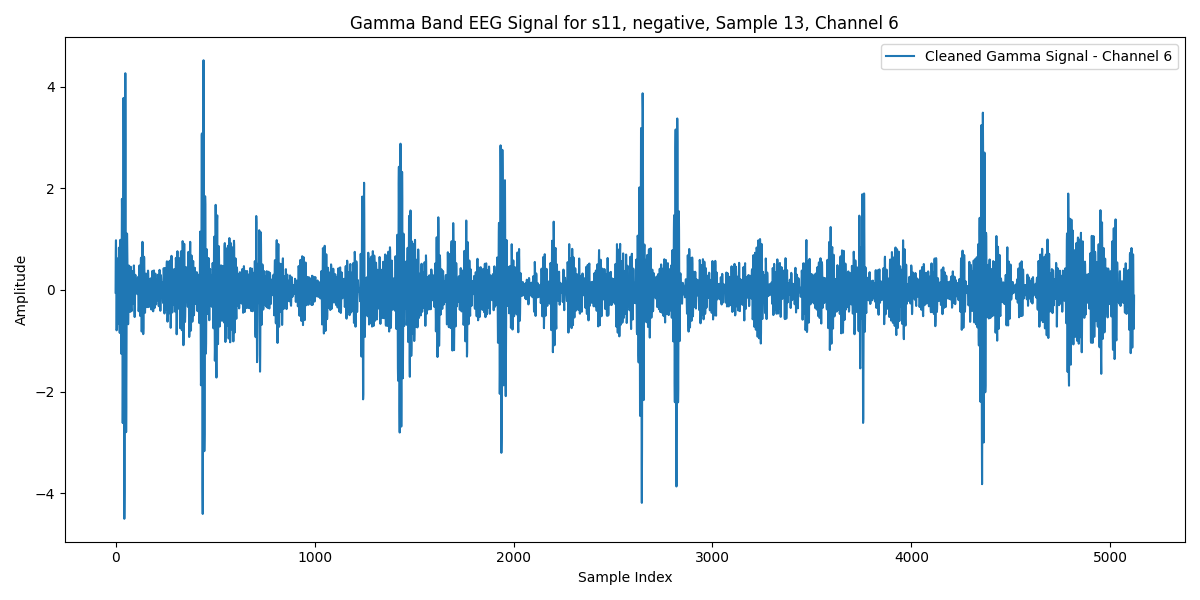 Gamma Band EEG Signal for s11, negative, Sample 13, Channel 6
Cleaned Gamma Signal - Channel 6
Amplitude
4
2
0
−2
−4
0 1000 2000 3000 4000 5000
Sample Index